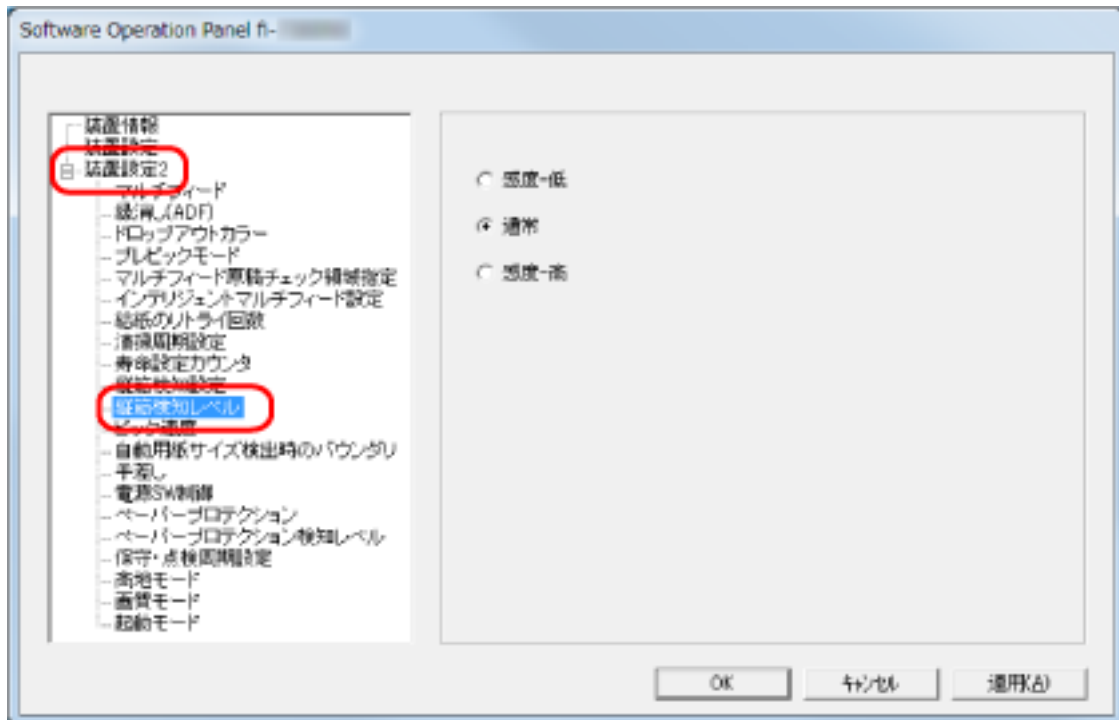 Software Operation Panel fi-
装置情報
装置設定
装置設定2
マルチフィード
縁消し(ADF)
ドロップアウトカラー
プレピックモード
マルチフィード原稿チェック領域指定
インテリジェントマルチフィード設定
給紙のリトライ回数
清掃周期設定
寿命設定カウンタ
縦筋検知設定
縦筋検知レベル
ピック速度
自動用紙サイズ検出時のバウンダリ
手差し
電源SW制御
ペーパープロテクション
ペーパープロテクション検知レベル
保守・点検周期設定
高地モード
画質モード
起動モード
感度-低
通常
感度-高
OK
キャンセル
適用(A)